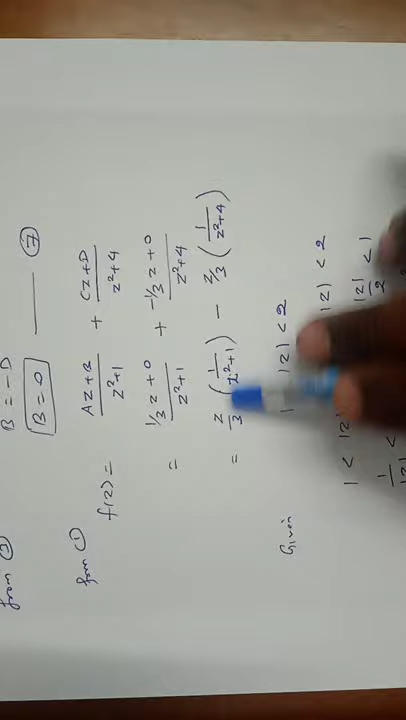 from ③
B = -D
B = 0 ——— ⑦
from ①
f(z) = Az+B/z²+1 + Cz+D/z²+4
= 1/3 z+0/z²+1 + -1/3 z+0/z²+4
= z/3 (1/z²+1) - z/3 (1/z²+4)
Given |z| < 2
1 < |z| |z| < 2
1/|z| < |z|/2 < 1